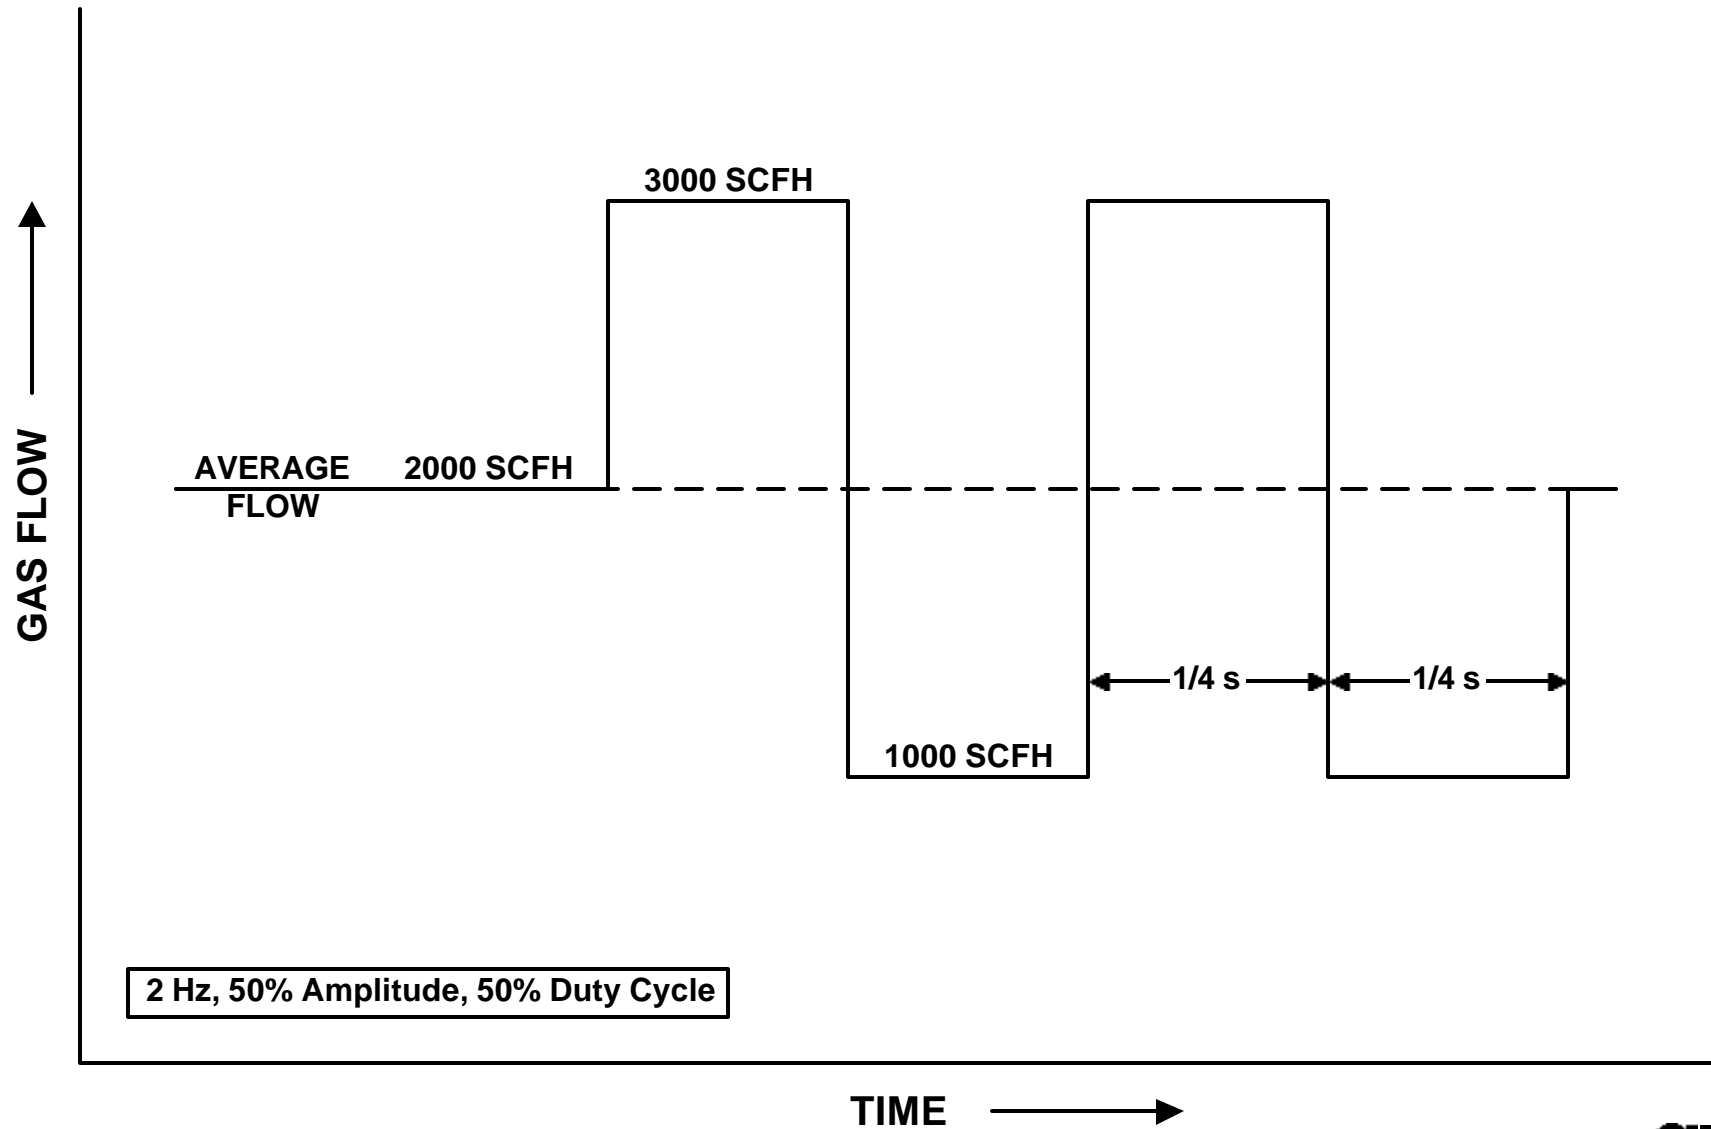 3000 SCFH
AVERAGE 2000 SCFH
FLOW
GAS FLOW
1/4 s 1/4 s
1000 SCFH
2 Hz, 50% Amplitude, 50% Duty Cycle
TIME